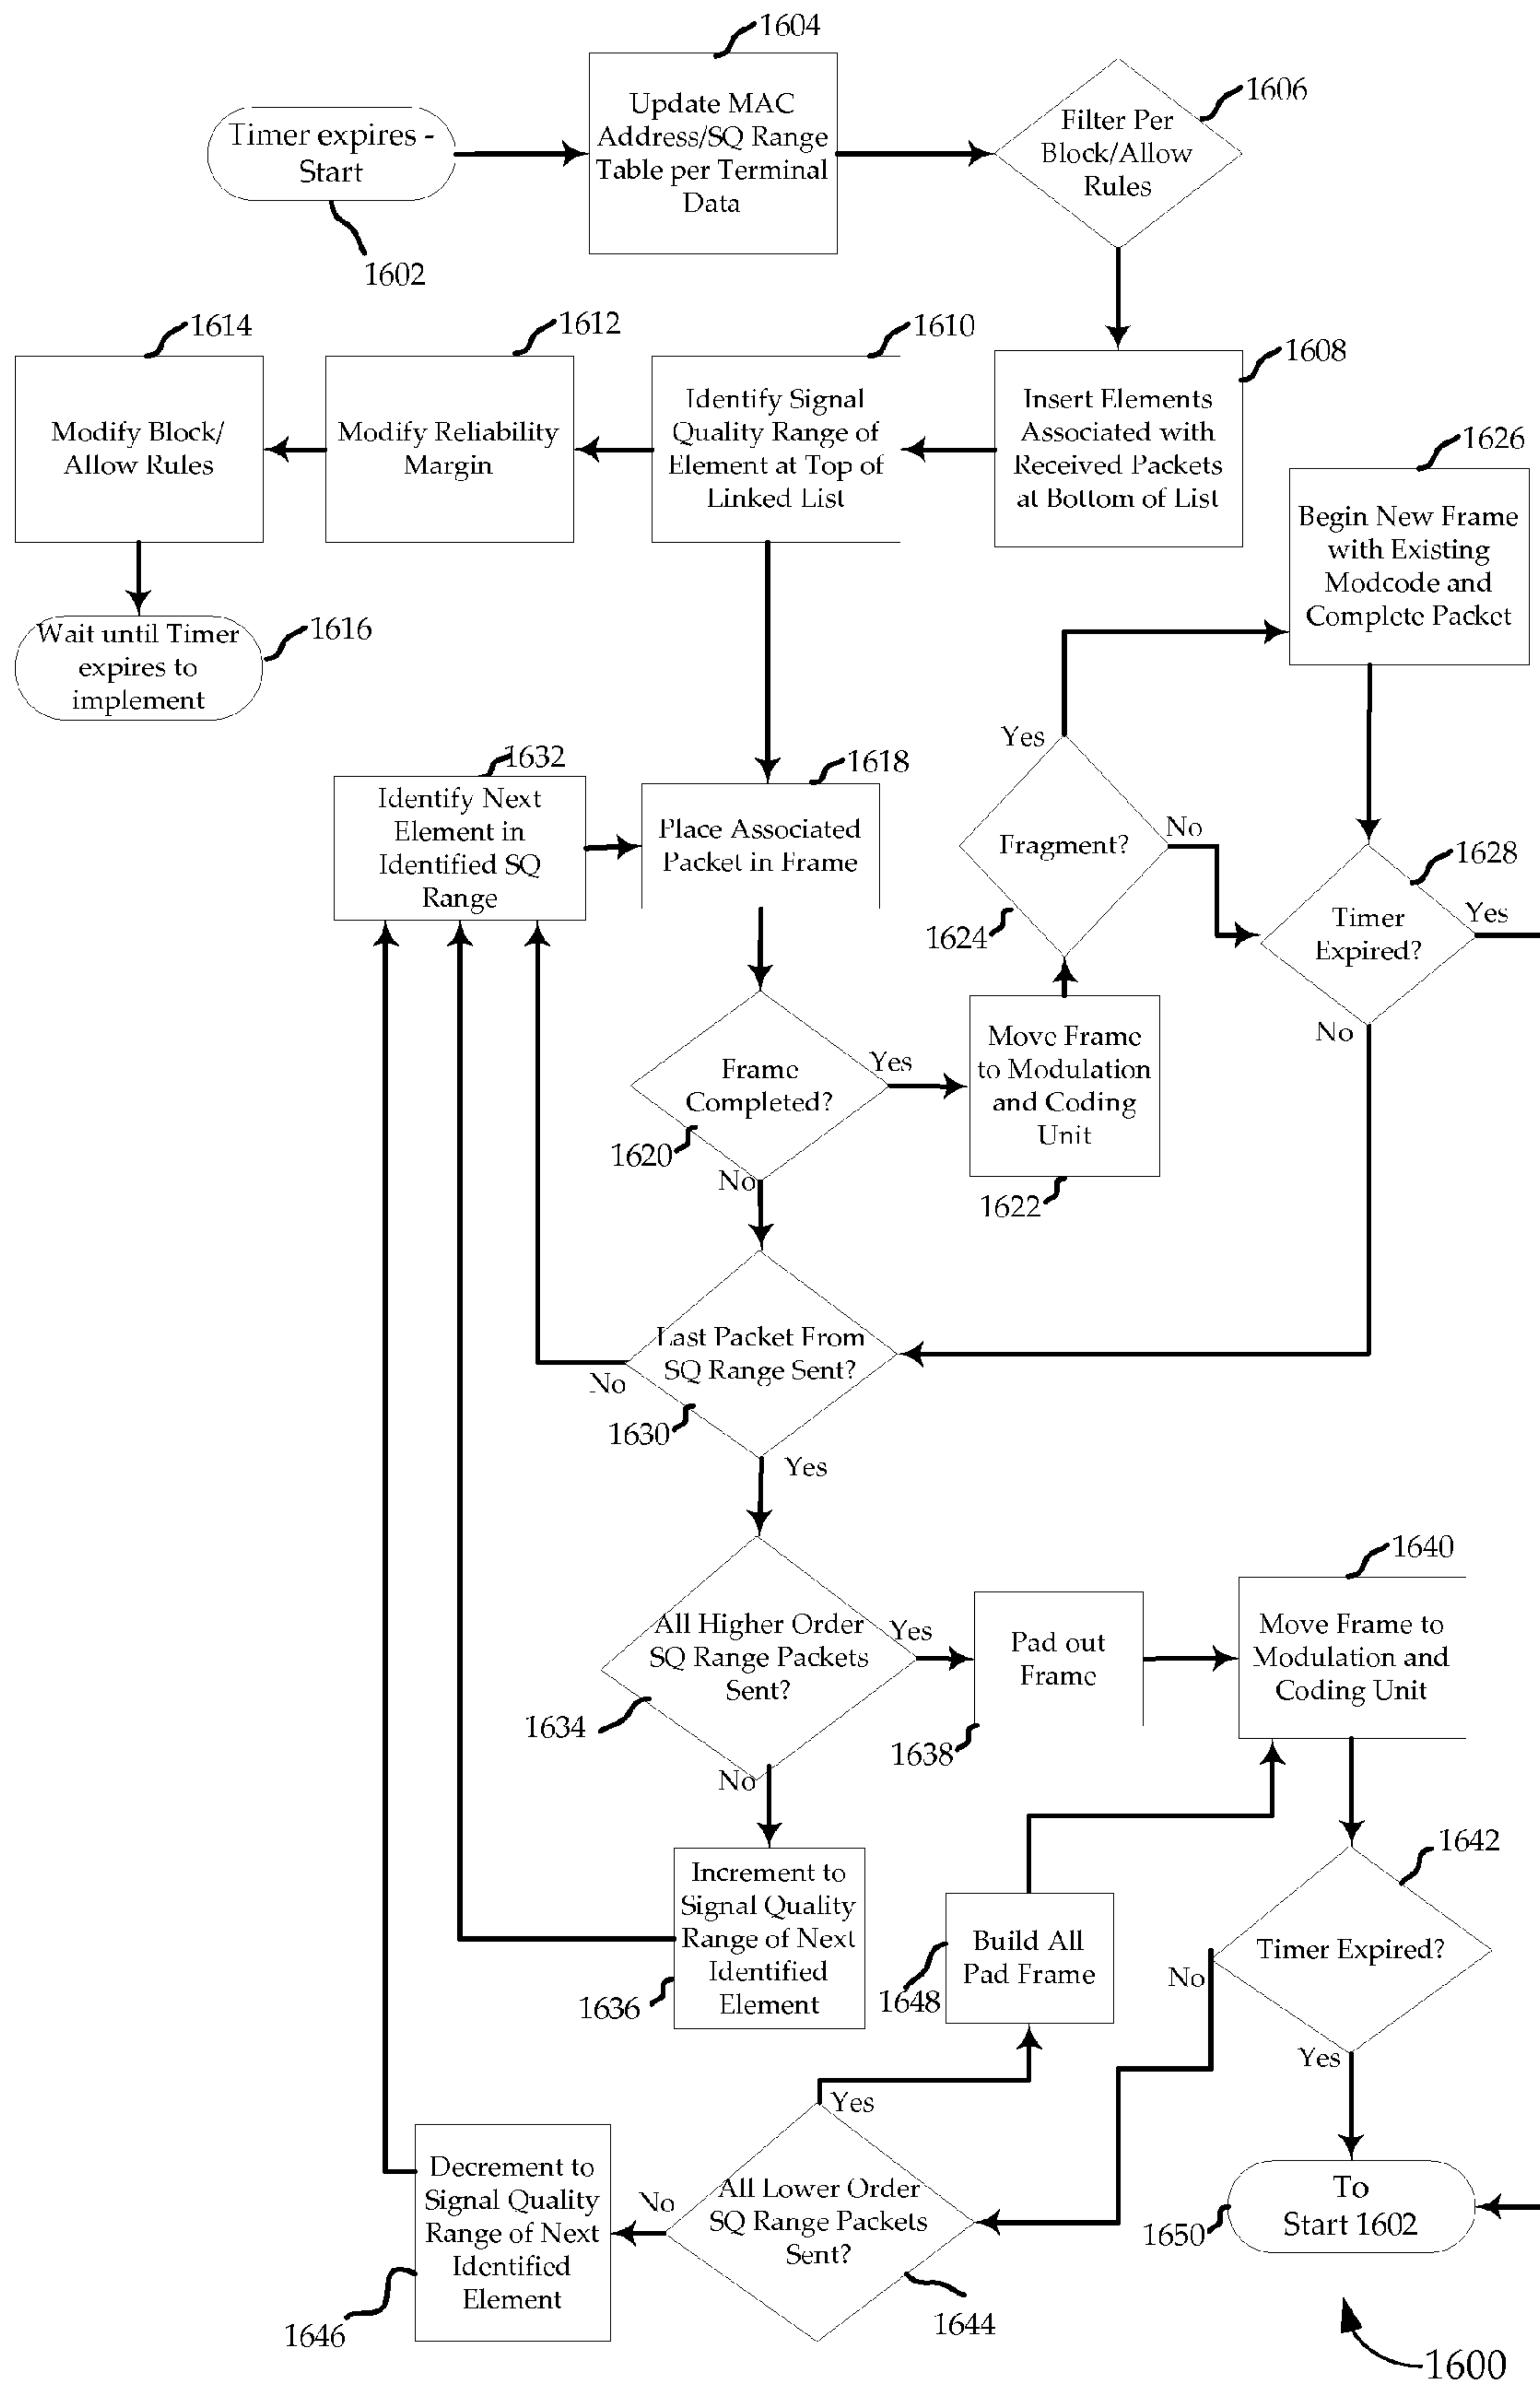 1604
Update MAC
Address/SQ Range
Table per Terminal
Data
1606
Filter Per
Block/Allow
Rules
Timer expires -
Start
1602
1614
Modify Block/
Allow Rules
1612
Modify Reliability
Margin
1610
Identify Signal
Quality Range of
Element at Top of
Linked List
1608
Insert Elements
Associated with
Received Packets
at Bottom of List
1626
Begin New Frame
with Existing
Modcode and
Complete Packet
Wait until Timer
expires to
implement
1616
1632
Identify Next
Element in
Identified SQ
Range
1618
Place Associated
Packet in Frame
Yes
Fragment?
No
1624
1628
Timer
Expired?
Yes
No
Frame
Completed?
Yes
1620
No
Move Frame
to Modulation
and Coding
Unit
1622
Last Packet From
SQ Range Sent?
No
1630
Yes
All Higher Order
SQ Range Packets
Sent?
Yes
1634
No
Pad out
Frame
1638
1640
Move Frame to
Modulation and
Coding Unit
1642
Timer Expired?
No
Yes
Increment to
Signal Quality
Range of Next
Identified
Element
1636
Build All
Pad Frame
1648
Yes
Decrement to
Signal Quality
Range of Next
Identified
Element
1646
No
All Lower Order
SQ Range Packets
Sent?
1644
To
Start 1602
1650
1600